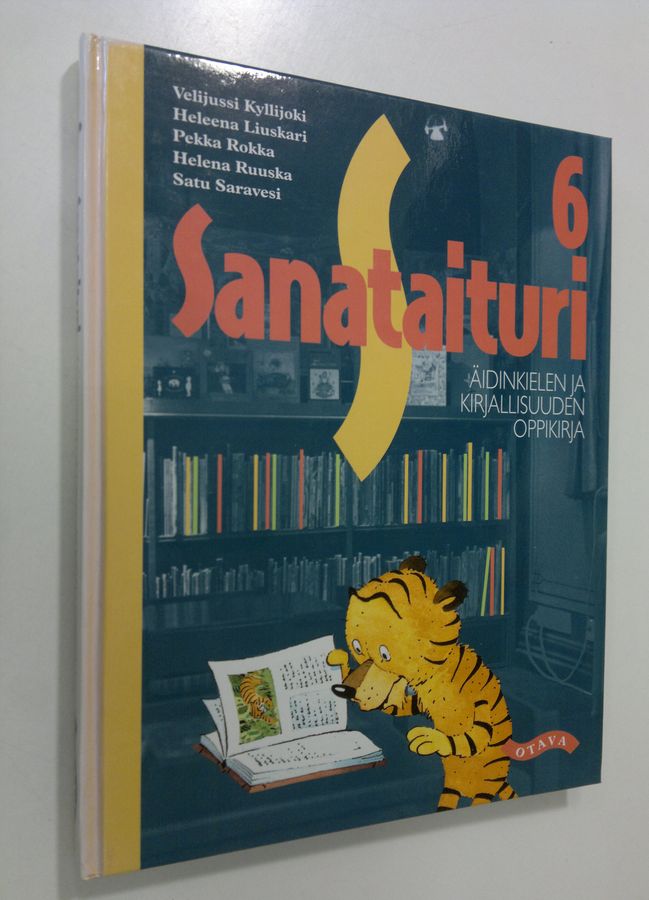 Velijussi Kyllijoki
Heleena Liuskari
Pekka Rokka
Helena Ruuska
Satu Saravesi
6
Sanataituri
ÄIDINKIELEN JA
KIRJALLISUUDEN
OPPIKIRJA
OTAVA